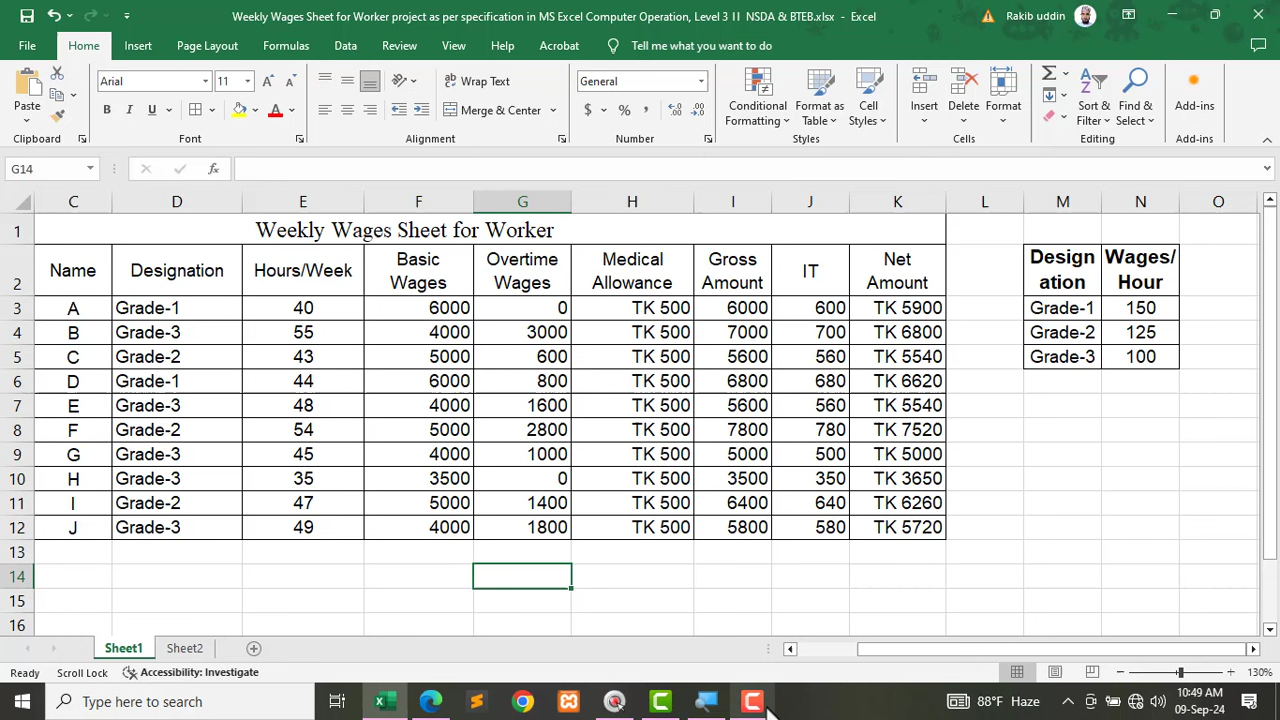 Weekly Wages Sheet for Worker project as per specification in MS Excel Computer Operation, Level 3 II NSDA & BTEB.xlsx - Excel
Rakib uddin
File Home Insert Page Layout Formulas Data Review View Help Acrobat Tell me what you want to do
Paste
Clipboard
Arial 11
B I U
Font
Wrap Text
Merge & Center
Alignment
General
$ % ,
Number
Conditional Formatting
Format as Table
Cell Styles
Styles
Insert Delete Format
Cells
Sort & Filter
Find & Select
Editing
Add-ins
Add-ins
G14
fx
C D E F G H I J K L M N O
1 Weekly Wages Sheet for Worker
2 Name Designation Hours/Week Basic Wages Overtime Wages Medical Allowance Gross Amount IT Net Amount Design ation Wages/ Hour
3 A Grade-1 40 6000 0 TK 500 6000 600 TK 5900 Grade-1 150
4 B Grade-3 55 4000 3000 TK 500 7000 700 TK 6800 Grade-2 125
5 C Grade-2 43 5000 600 TK 500 5600 560 TK 5540 Grade-3 100
6 D Grade-1 44 6000 800 TK 500 6800 680 TK 6620
7 E Grade-3 48 4000 1600 TK 500 5600 560 TK 5540
8 F Grade-2 54 5000 2800 TK 500 7800 780 TK 7520
9 G Grade-3 45 4000 1000 TK 500 5000 500 TK 5000
10 H Grade-3 35 3500 0 TK 500 3500 350 TK 3650
11 I Grade-2 47 5000 1400 TK 500 6400 640 TK 6260
12 J Grade-3 49 4000 1800 TK 500 5800 580 TK 5720
13
14
15
16
Sheet1 Sheet2
Ready Scroll Lock Accessibility: Investigate 130%
Type here to search
88°F Haze
10:49 AM
09-Sep-24